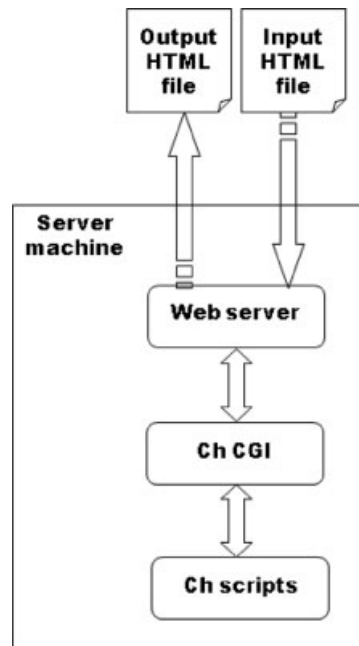 Output
HTML
file
Input
HTML
file
Server
machine
Web server
Ch CGI
Ch scripts